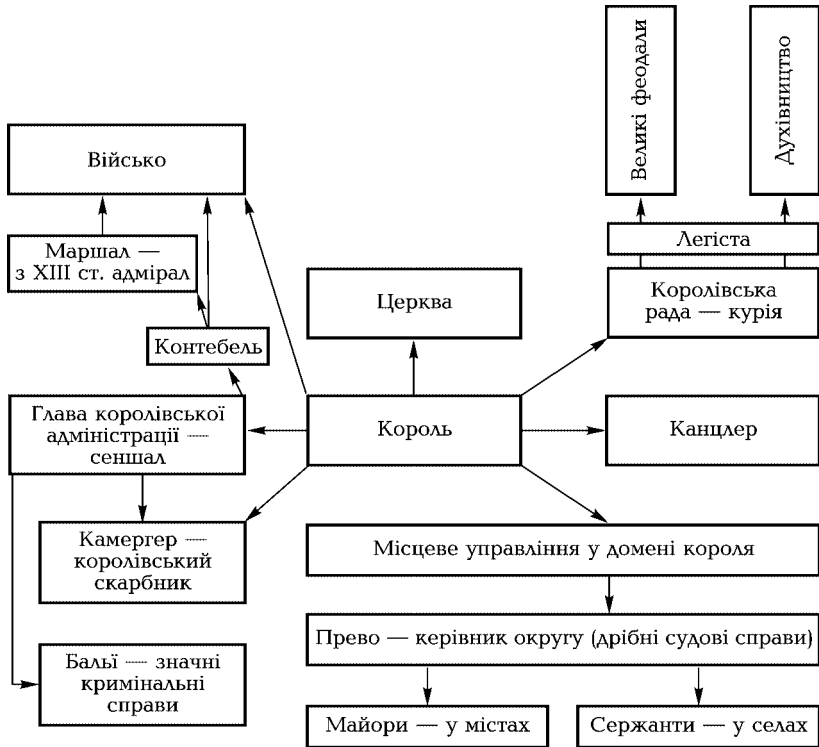 Великі феодали
Духівництво
Військо
Маршал —
з XIII ст. адмірал
Легіста
Церква
Королівська
рада — курія
Контебель
Глава королівської
адміністрації —
сеншал
Король
Канцлер
Камергер —
королівський
скарбник
Місцеве управління у домені короля
Прево — керівник округу (дрібні судові справи)
Бальї — значні
кримінальні
справи
Майори — у містах
Сержанти — у селах